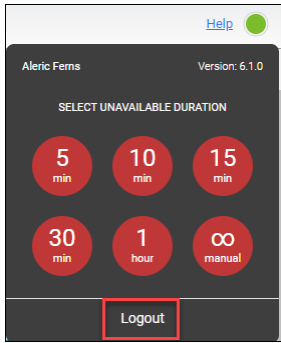 Help
Aleric Ferns Version: 6.1.0
SELECT UNAVAILABLE DURATION
5 10 15
min min min
30 1 ∞
min hour manual
Logout